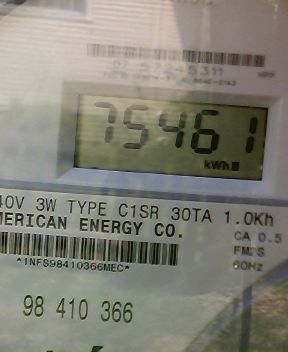 75461
kWh
40V 3W TYPE C1SR 30TA 1.0Kh
MERICAN ENERGY CO.
CA 0.5
FM2S
60Hz
*1NFS98410366MEC*
98 410 366